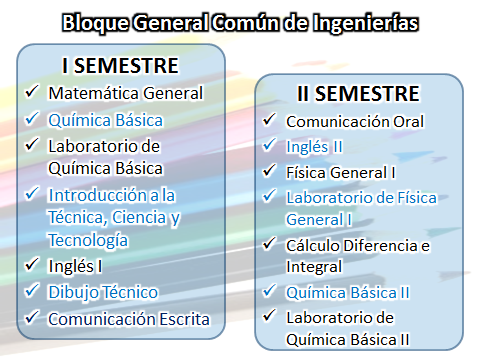 Bloque General Común de Ingenierías
I SEMESTRE
✓ Matemática General
✓ Química Básica
✓ Laboratorio de
Química Básica
✓ Introducción a la
Técnica, Ciencia y
Tecnología
✓ Inglés I
✓ Dibujo Técnico
✓ Comunicación Escrita
II SEMESTRE
✓ Comunicación Oral
✓ Inglés II
✓ Física General I
✓ Laboratorio de Física
General I
✓ Cálculo Diferencia e
Integral
✓ Química Básica II
✓ Laboratorio de
Química Básica II